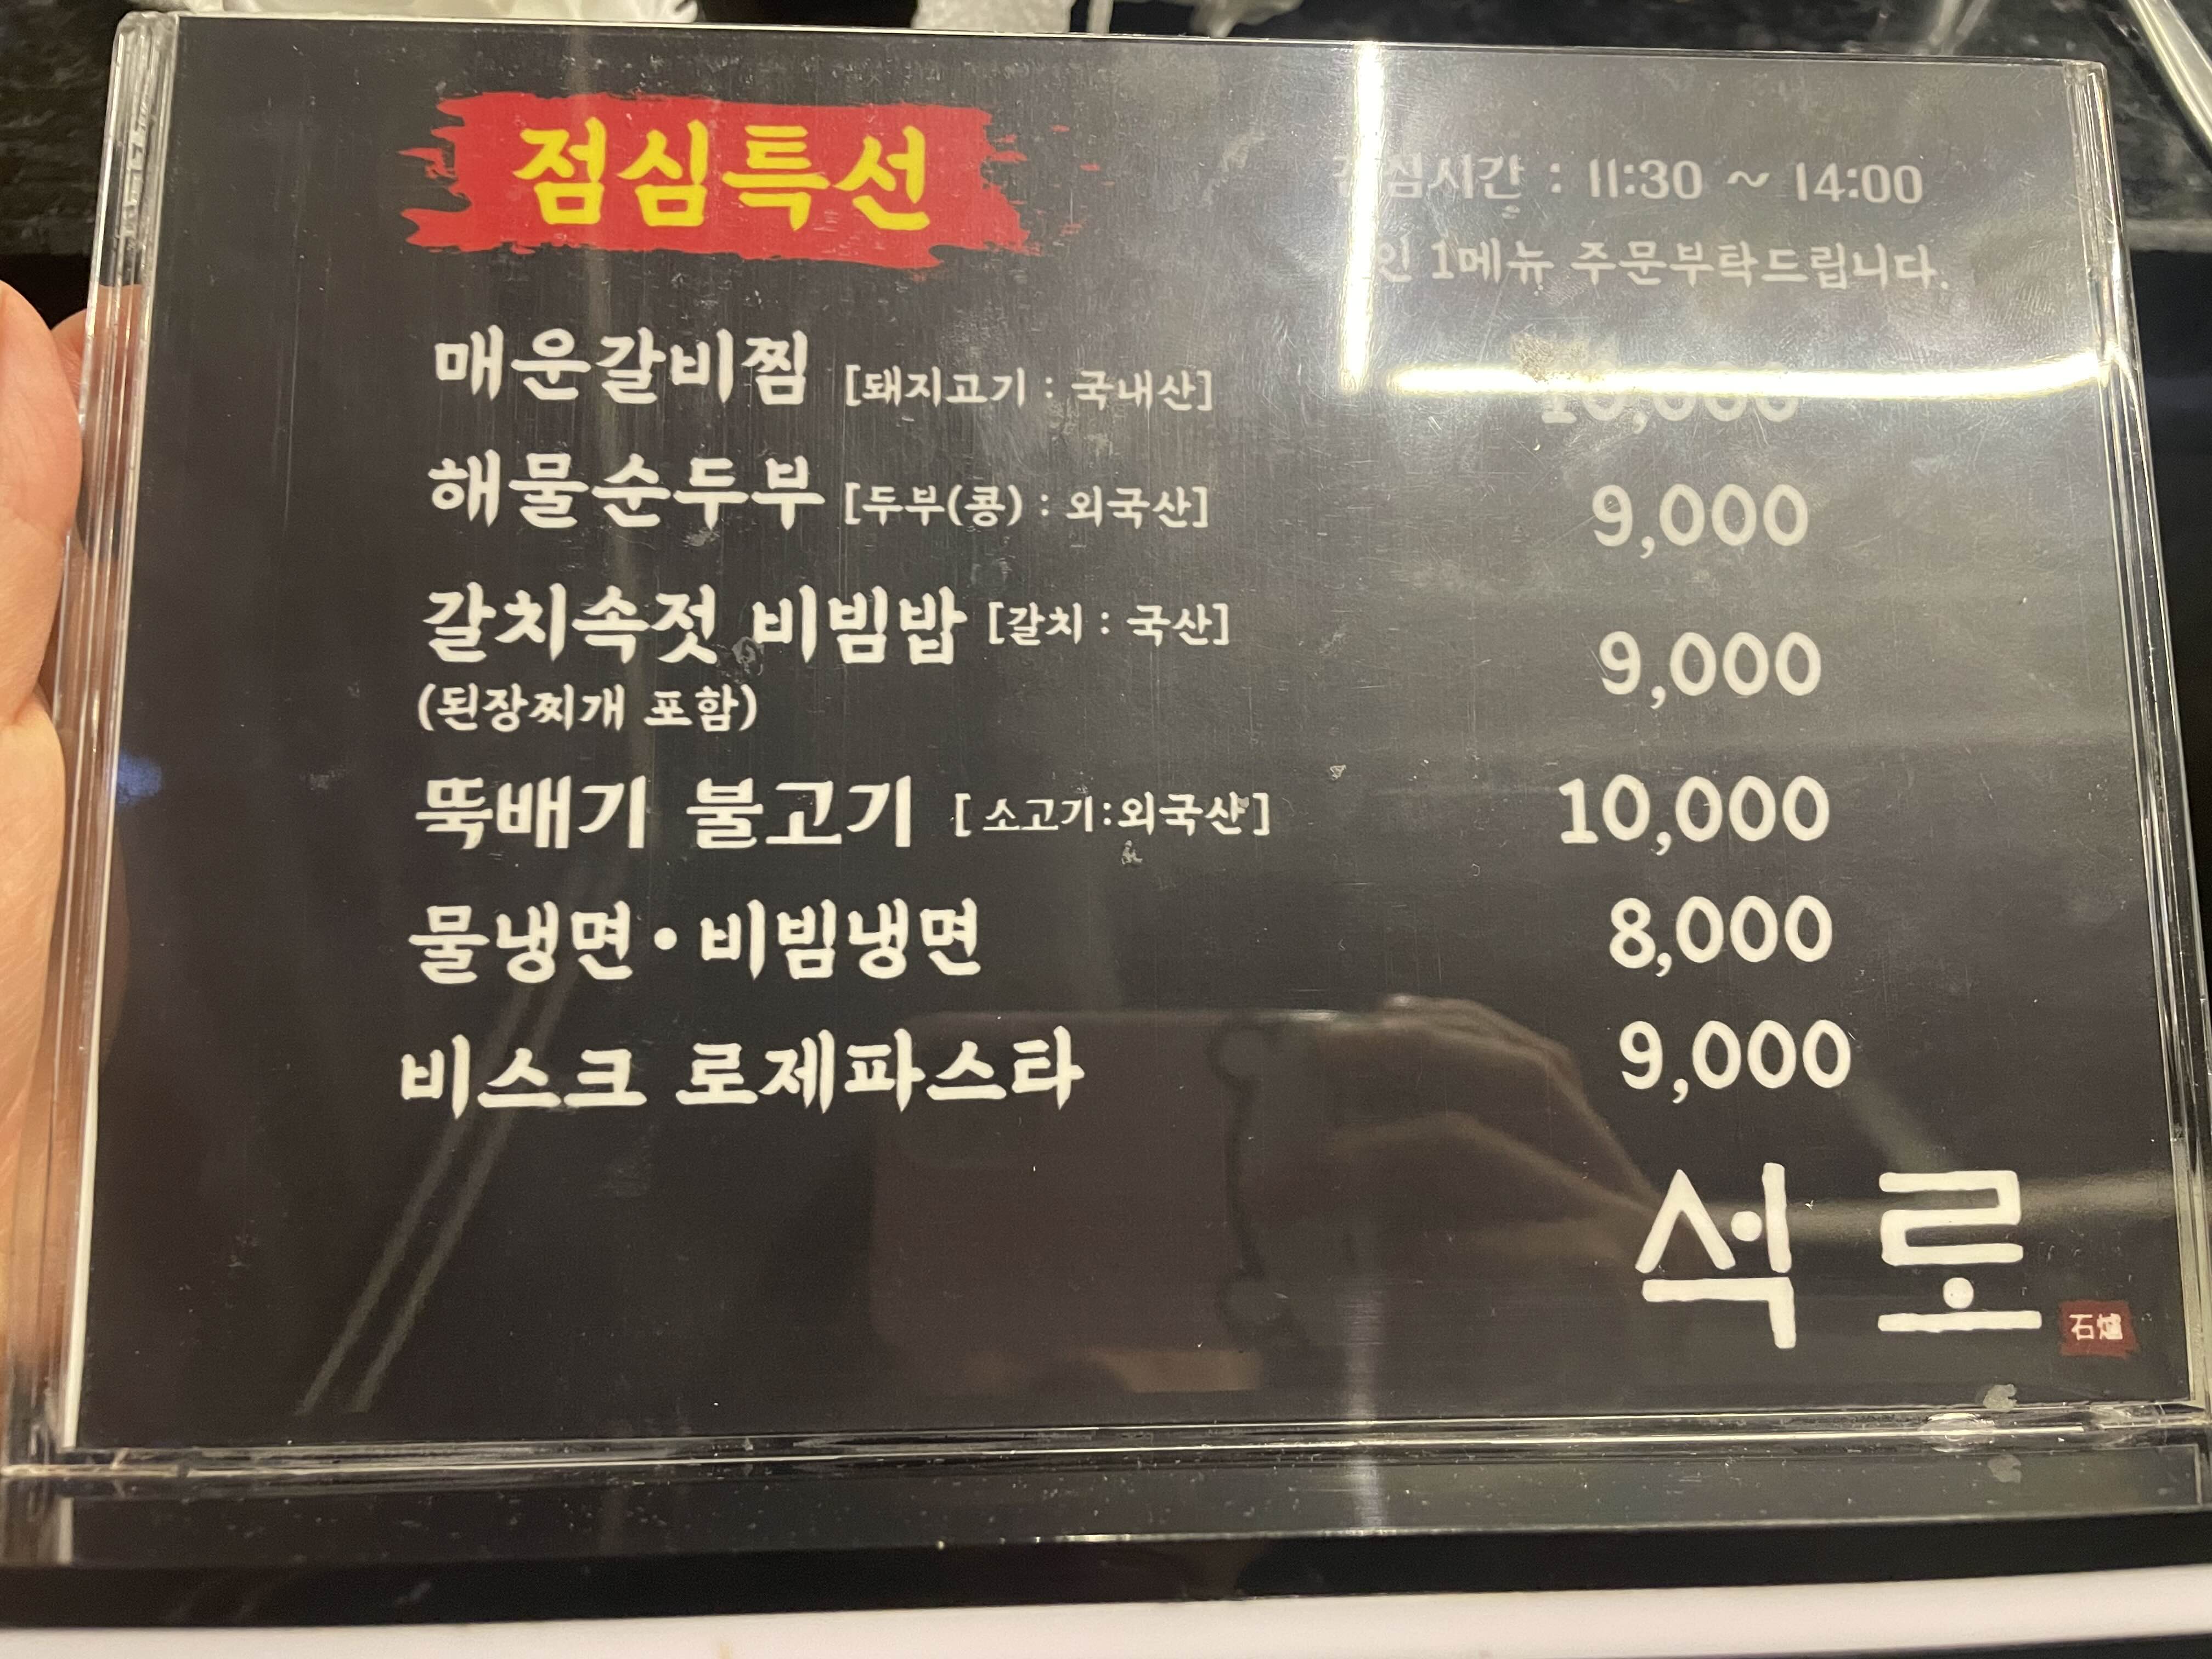 점심특선
점심시간 : 11:30 ~ 14:00
인 1메뉴 주문부탁드립니다.
매운갈비찜 [돼지고기 : 국내산] 10,000
해물순두부 [두부(콩) : 외국산] 9,000
갈치속젓 비빔밥 [갈치 : 국산] 9,000
(된장찌개 포함)
뚝배기 불고기 [ 소고기:외국산 ] 10,000
물냉면 • 비빔냉면 8,000
비스크 로제파스타 9,000
석로
石爐